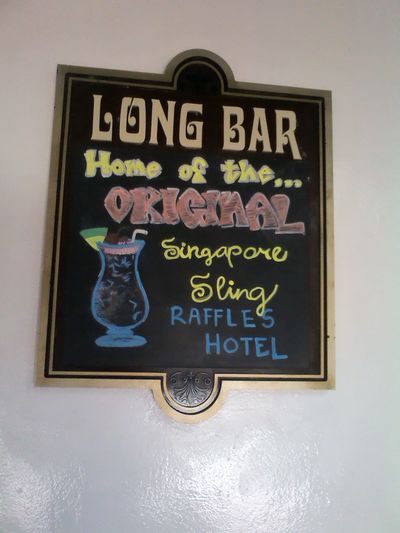 LONG BAR
Home of the...
ORIGINAL
Singapore
Sling
RAFFLES
HOTEL